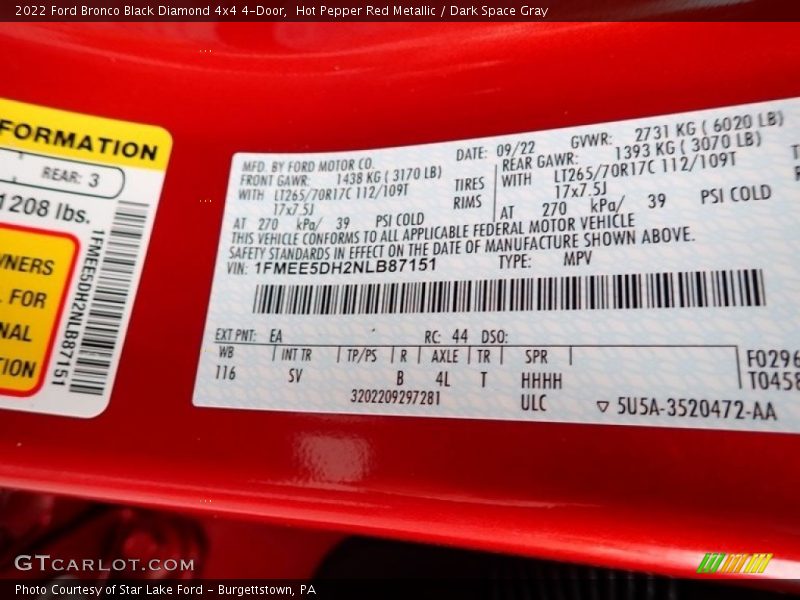 2022 Ford Bronco Black Diamond 4x4 4-Door, Hot Pepper Red Metallic / Dark Space Gray
FORMATION
REAR: 3
1208 lbs.
WNERS
FOR
NAL
TION
1FMEE5DH2NLB87151
MFD. BY FORD MOTOR CO.
DATE: 09/22 GVWR: 2731 KG ( 6020 LB)
FRONT GAWR: 1438 KG ( 3170 LB)
REAR GAWR: 1393 KG ( 3070 LB)
WITH LT265/70R17C 112/109T TIRES
WITH LT265/70R17C 112/109T
17x7.5J RIMS
17x7.5J
AT 270 kPa/ 39 PSI COLD
AT 270 kPa/ 39 PSI COLD
THIS VEHICLE CONFORMS TO ALL APPLICABLE FEDERAL MOTOR VEHICLE
SAFETY STANDARDS IN EFFECT ON THE DATE OF MANUFACTURE SHOWN ABOVE.
VIN: 1FMEE5DH2NLB87151 TYPE: MPV
EXT PNT: EA RC: 44 DSO:
WB INT TR TP/PS R AXLE TR SPR
116 SV B 4L T HHHH
3202209297281 ULC
F0296
T0458
▽ 5U5A-3520472-AA
GTCARLOT.COM
Photo Courtesy of Star Lake Ford - Burgettstown, PA